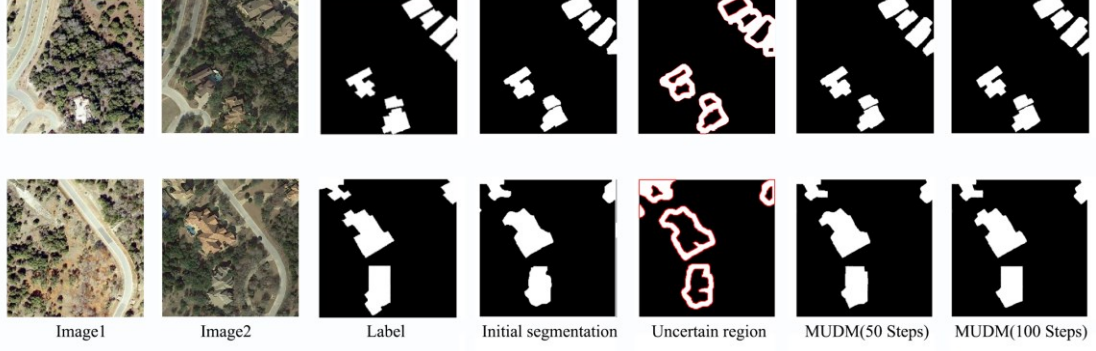 Image1
Image2
Label
Initial segmentation
Uncertain region
MUDM(50 Steps)
MUDM(100 Steps)